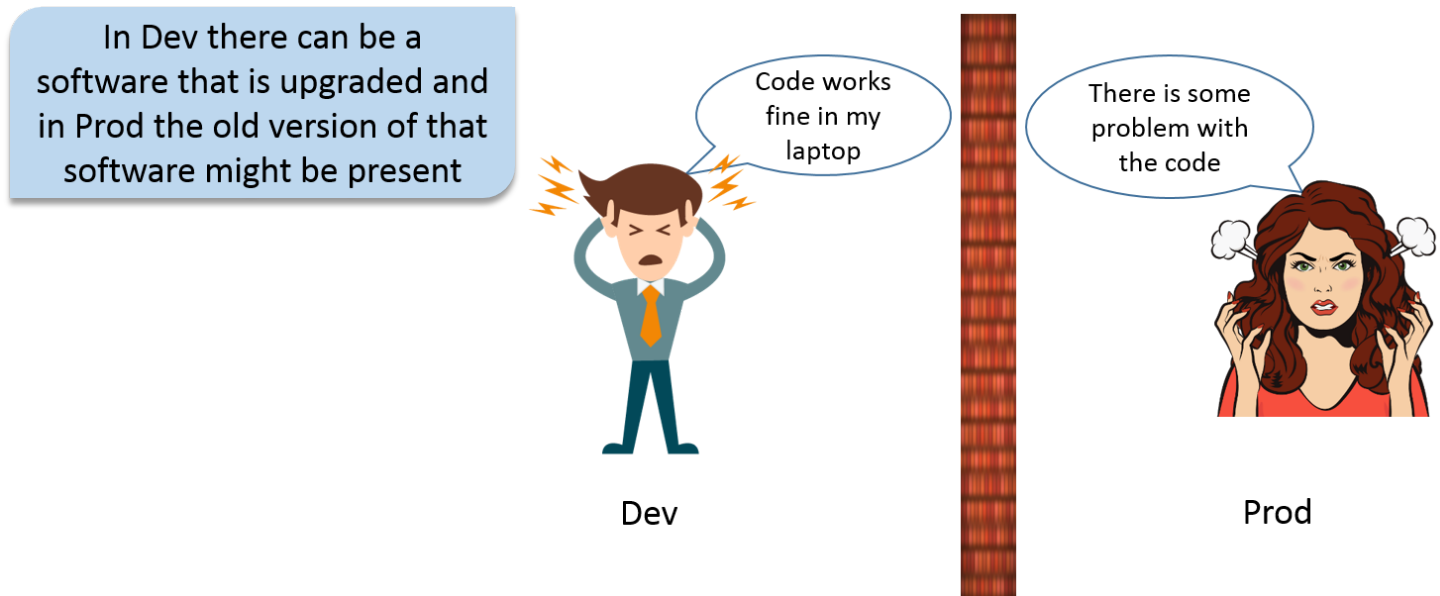 In Dev there can be a
software that is upgraded and
in Prod the old version of that
software might be present
Code works
fine in my
laptop
There is some
problem with
the code
Dev
Prod